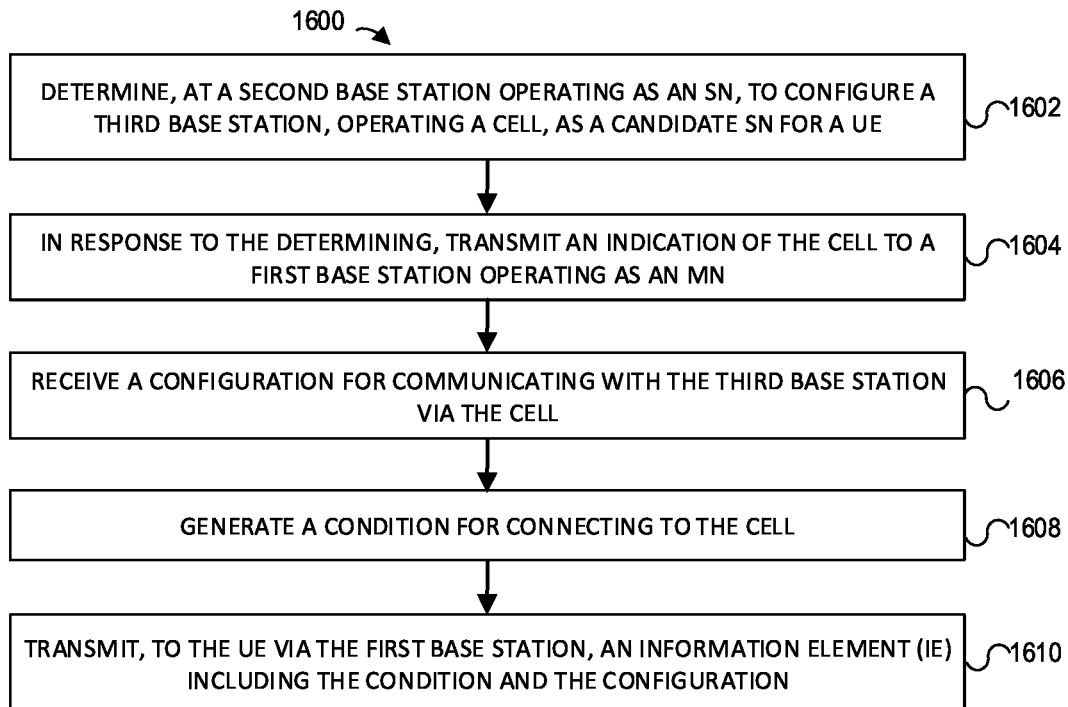 1600
DETERMINE, AT A SECOND BASE STATION OPERATING AS AN SN, TO CONFIGURE A
THIRD BASE STATION, OPERATING A CELL, AS A CANDIDATE SN FOR A UE
1602
IN RESPONSE TO THE DETERMINING, TRANSMIT AN INDICATION OF THE CELL TO A
FIRST BASE STATION OPERATING AS AN MN
1604
RECEIVE A CONFIGURATION FOR COMMUNICATING WITH THE THIRD BASE STATION
VIA THE CELL
1606
GENERATE A CONDITION FOR CONNECTING TO THE CELL
1608
TRANSMIT, TO THE UE VIA THE FIRST BASE STATION, AN INFORMATION ELEMENT (IE)
INCLUDING THE CONDITION AND THE CONFIGURATION
1610